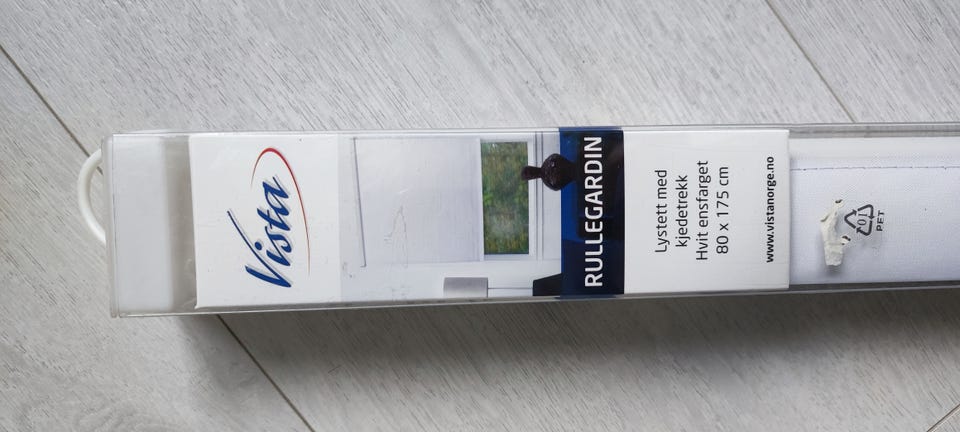 Vista
RULLEGARDIN
Lystett med
kjedetrekk
Hvit ensfarget
80 x 175 cm
www.vistanorge.no
01
PET